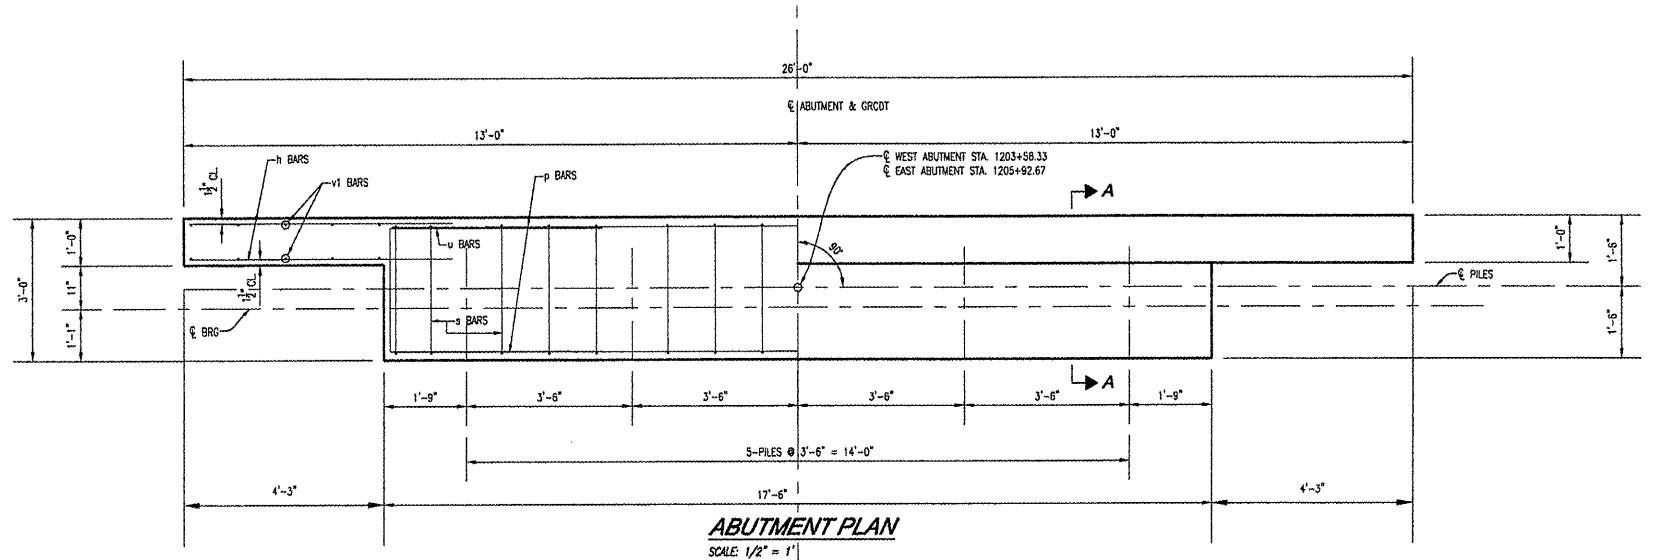 26'-0"
℄ ABUTMENT & GRCDT
13'-0"
13'-0"
h BARS
v1 BARS
p BARS
℄ WEST ABUTMENT STA. 1203+58.33
℄ EAST ABUTMENT STA. 1205+92.67
A
1 1/2" CL.
u BARS
90°
1'-0"
3'-0"
11"
1'-1"
1 1/2" CL.
℄ BRG
s BARS
1'-0"
1'-6"
℄ PILES
1'-6"
A
1'-9"
3'-6"
3'-6"
3'-6"
3'-6"
1'-9"
5-PILES @ 3'-6" = 14'-0"
4'-3"
17'-6"
4'-3"
ABUTMENT PLAN
SCALE: 1/2" = 1'